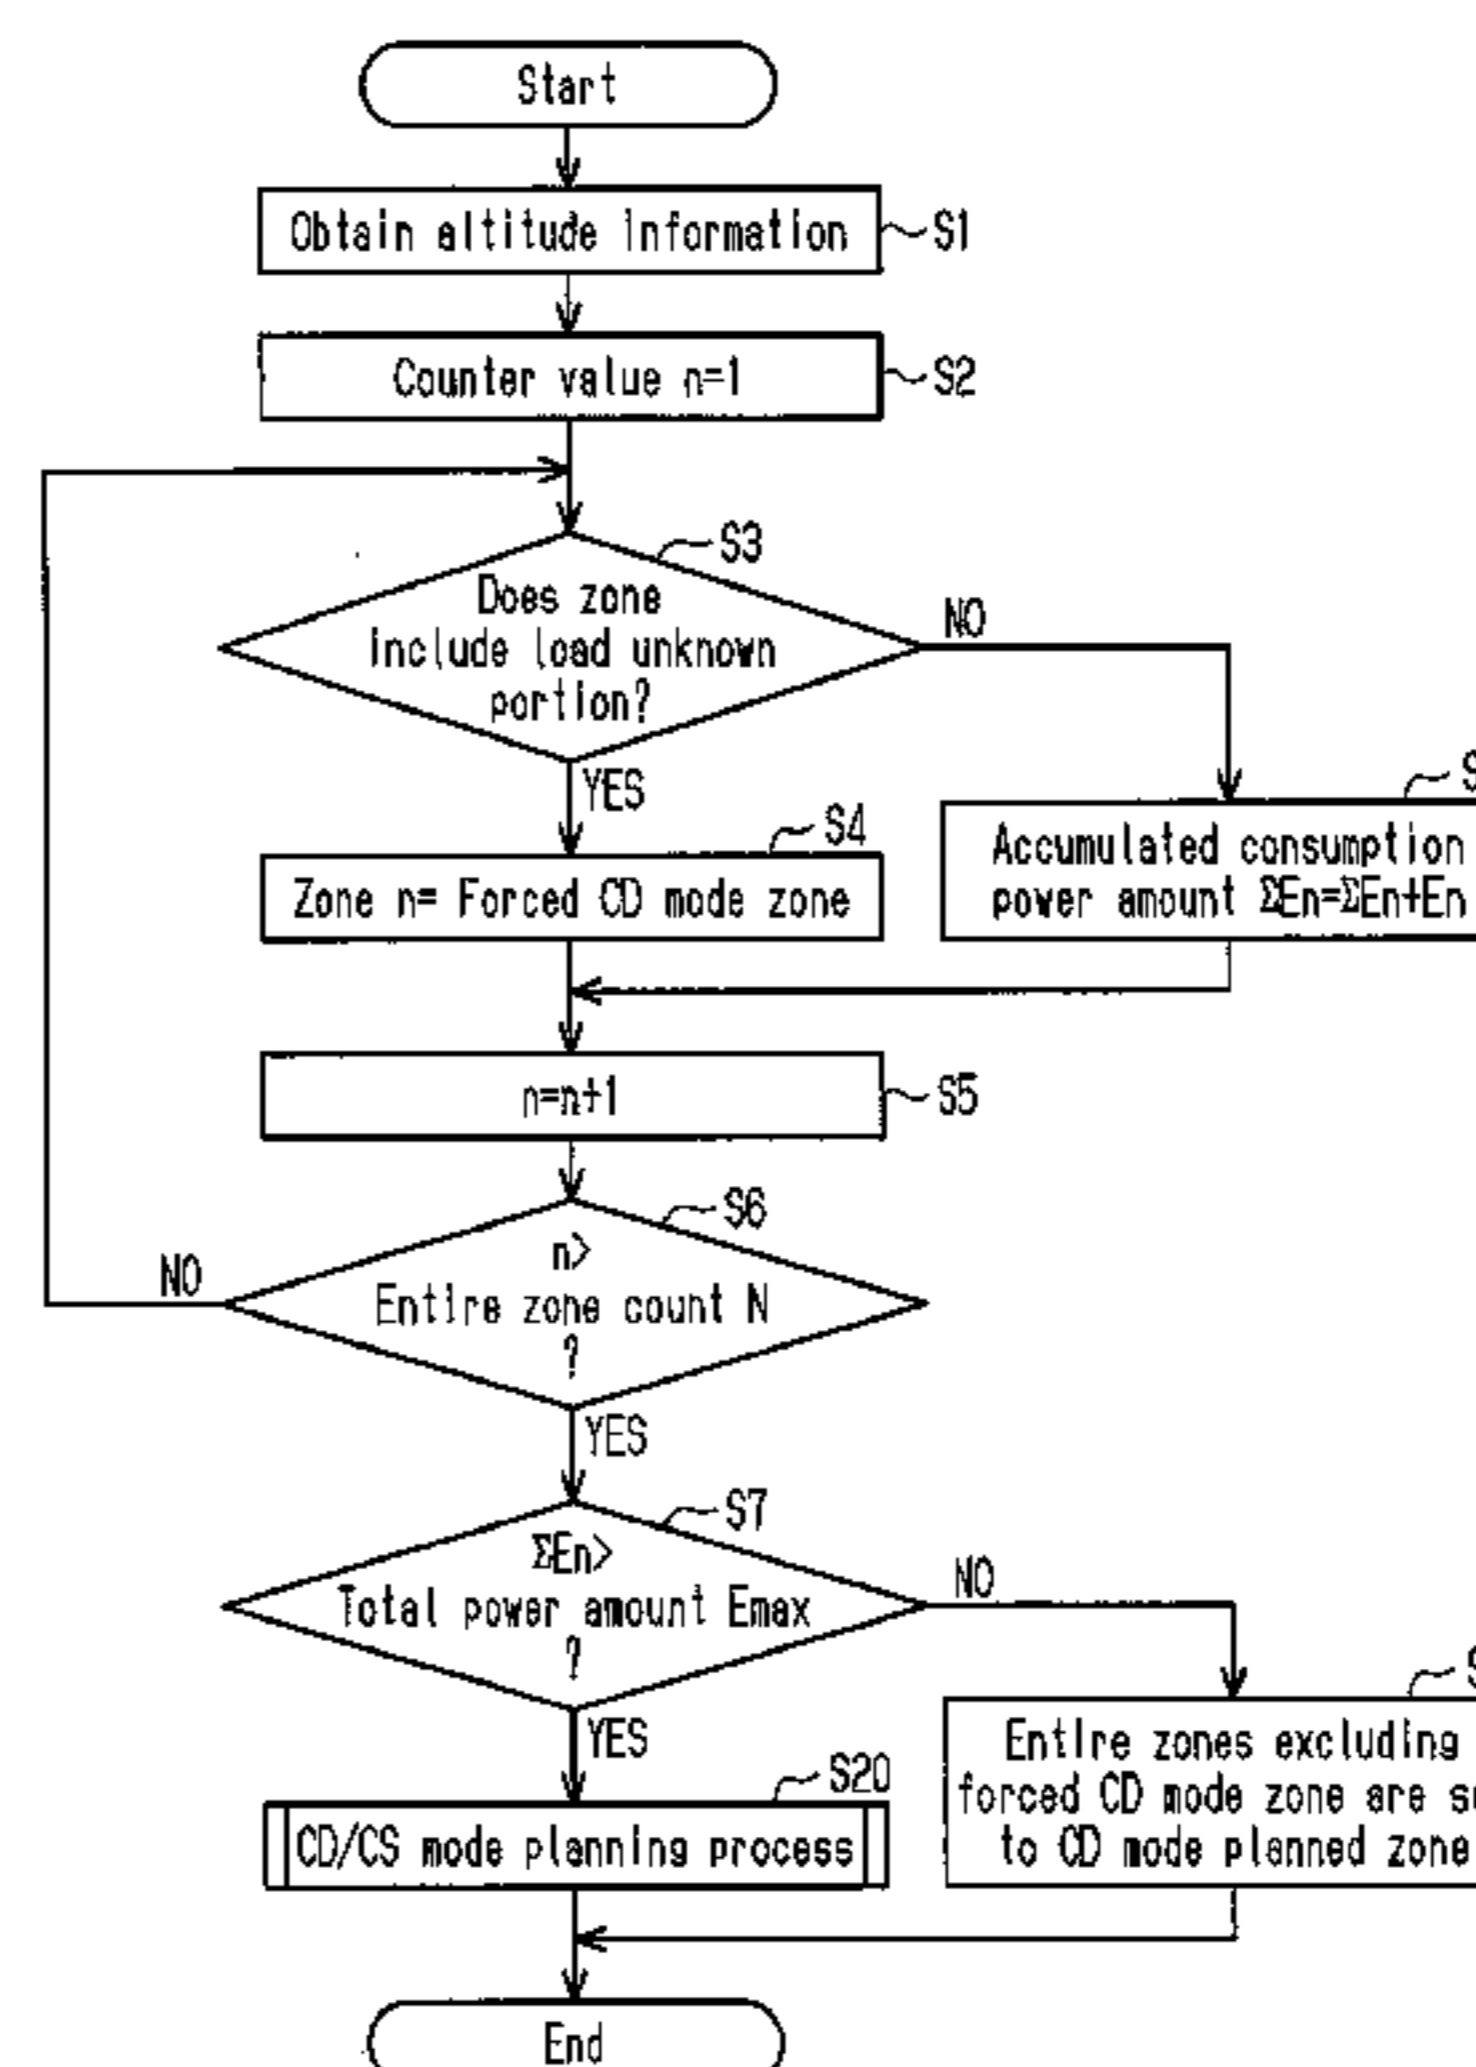 Start
Obtain altitude information
S1
Counter value n=1
S2
S3
Does zone
include load unknown
portion?
NO
YES
S4
Zone n= Forced CD mode zone
Accumulated consumption
power amount ΣEn=ΣEn+En
n=n+1
S5
S6
n>
Entire zone count N
?
NO
YES
S7
ΣEn>
Total power amount Emax
?
NO
YES
S20
CD/CS mode planning process
Entire zones excluding
forced CD mode zone are
to CD mode planned zone
End